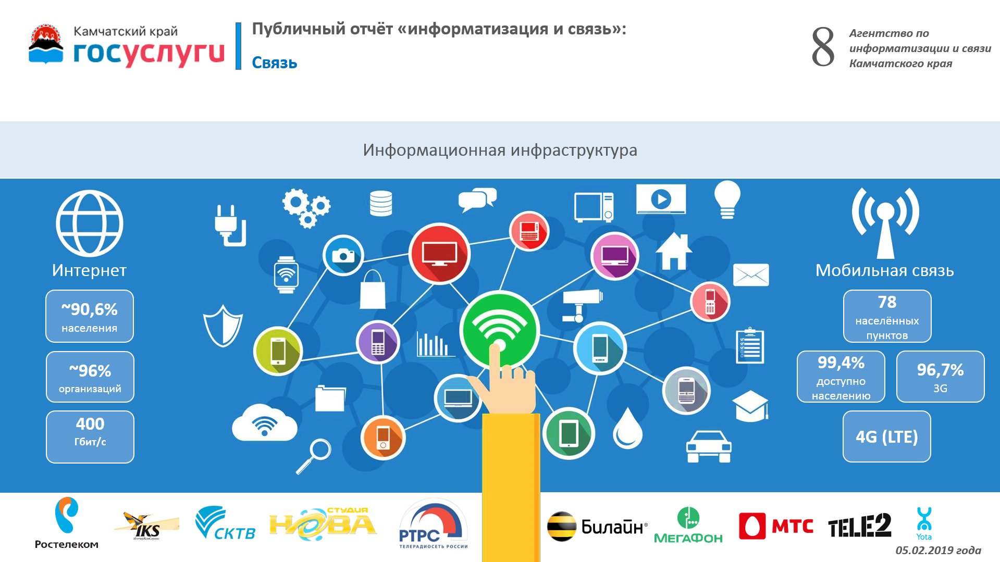 Камчатский край
госуслуги
Публичный отчёт «информатизация и связь»:
Связь
8
Агентство по
информатизации и связи
Камчатского края
Информационная инфраструктура
Интернет
~90,6%
населения
~96%
организаций
400
Гбит/с
Мобильная связь
78
населённых
пунктов
99,4%
доступно
населению
96,7%
3G
4G (LTE)
Ростелеком
IKS
ИнтерКамСервис
СКТВ
СТУДИЯ
НОВА
РТРС
ТЕЛЕРАДИОСЕТЬ РОССИИ
Билайн®
МЕГАФОН
МТС
TELE2
Yota
05.02.2019 года